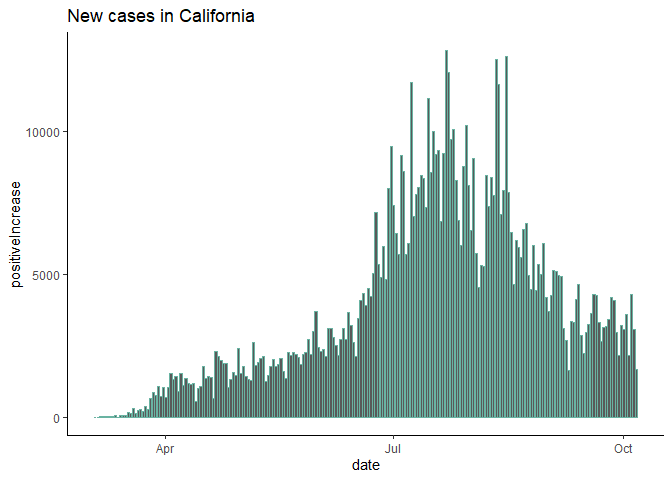 New cases in California
positiveIncrease
10000
5000
0
Apr
Jul
Oct
date